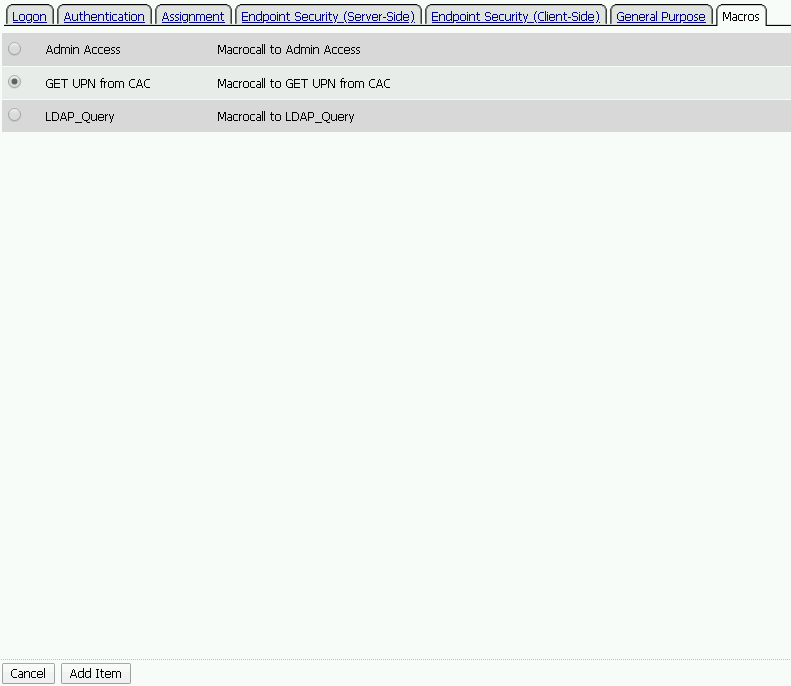 Logon Authentication Assignment Endpoint Security (Server-Side) Endpoint Security (Client-Side) General Purpose Macros
Admin Access Macrocall to Admin Access
GET UPN from CAC Macrocall to GET UPN from CAC
LDAP_Query Macrocall to LDAP_Query
Cancel Add Item